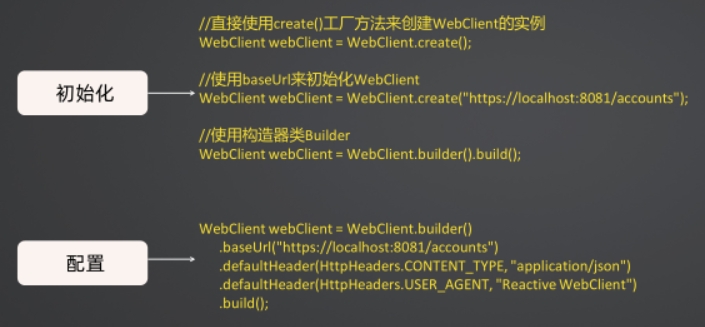 //直接使用create()工厂方法来创建WebClient的实例
WebClient webClient = WebClient.create();
初始化
//使用baseUrl来初始化WebClient
WebClient webClient = WebClient.create("https://localhost:8081/accounts");
//使用构造器类Builder
WebClient webClient = WebClient.builder().build();
配置
WebClient webClient = WebClient.builder()
.baseUrl("https://localhost:8081/accounts")
.defaultHeader(HttpHeaders.CONTENT_TYPE, "application/json")
.defaultHeader(HttpHeaders.USER_AGENT, "Reactive WebClient")
.build();